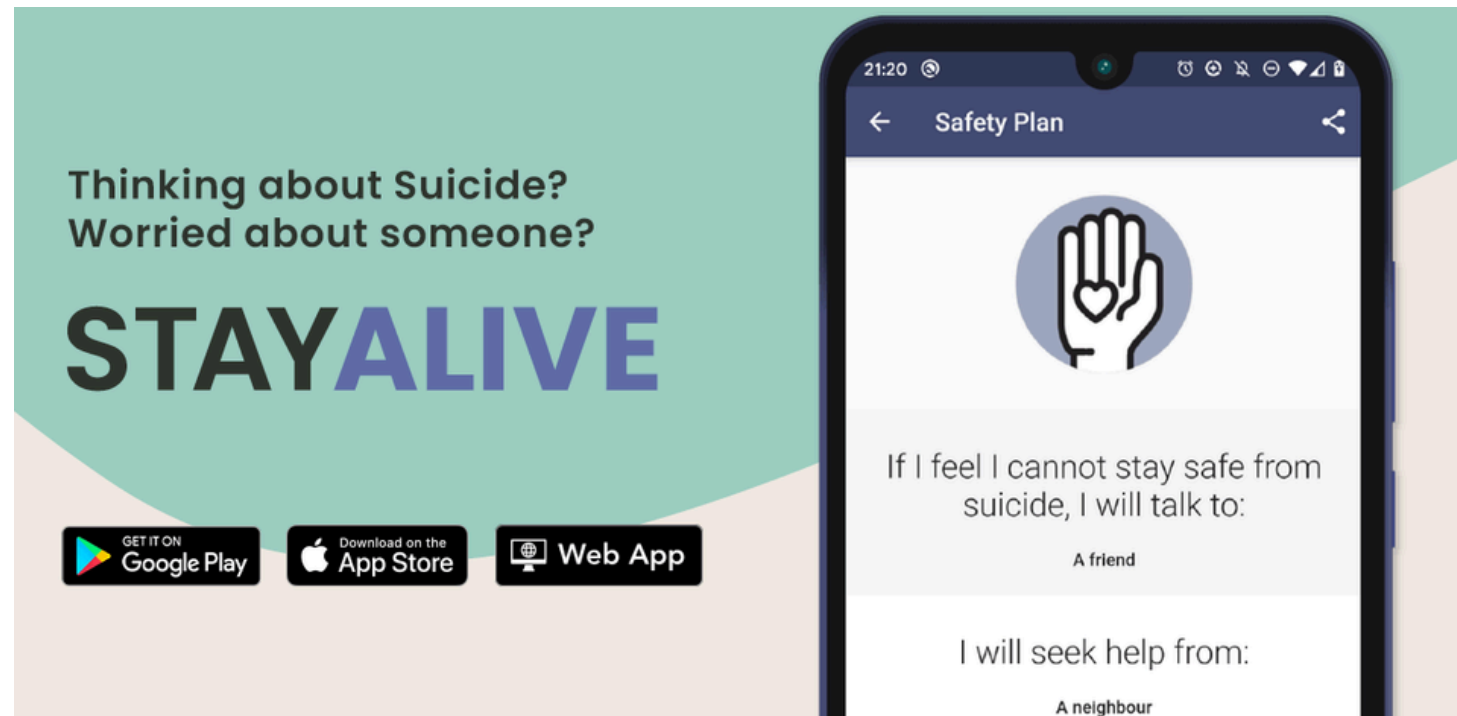 Thinking about Suicide?
Worried about someone?
STAYALIVE
GET IT ON
Google Play
Download on the
App Store
Web App
21:20
Safety Plan
If I feel I cannot stay safe from
suicide, I will talk to:
A friend
I will seek help from:
A neighbour